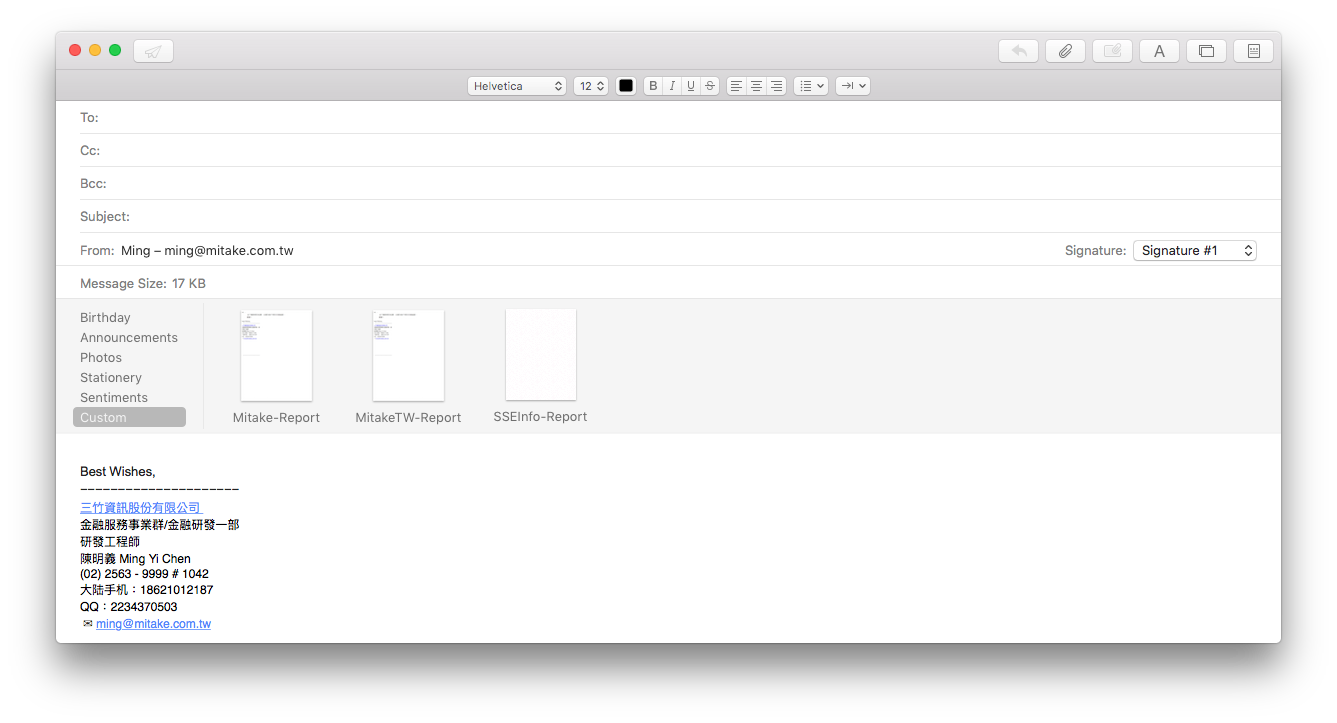 Helvetica 12 B I U S
To:
Cc:
Bcc:
Subject:
From: Ming – ming@mitake.com.tw Signature: Signature #1
Message Size: 17 KB
Birthday
Announcements
Photos
Stationery
Sentiments
Custom
Mitake-Report MitakeTW-Report SSEInfo-Report
Best Wishes,
----------------------
三竹資訊股份有限公司
金融服務事業群/金融研發一部
研發工程師
陳明義 Ming Yi Chen
(02) 2563 - 9999 # 1042
大陆手机：18621012187
QQ：2234370503
✉ ming@mitake.com.tw